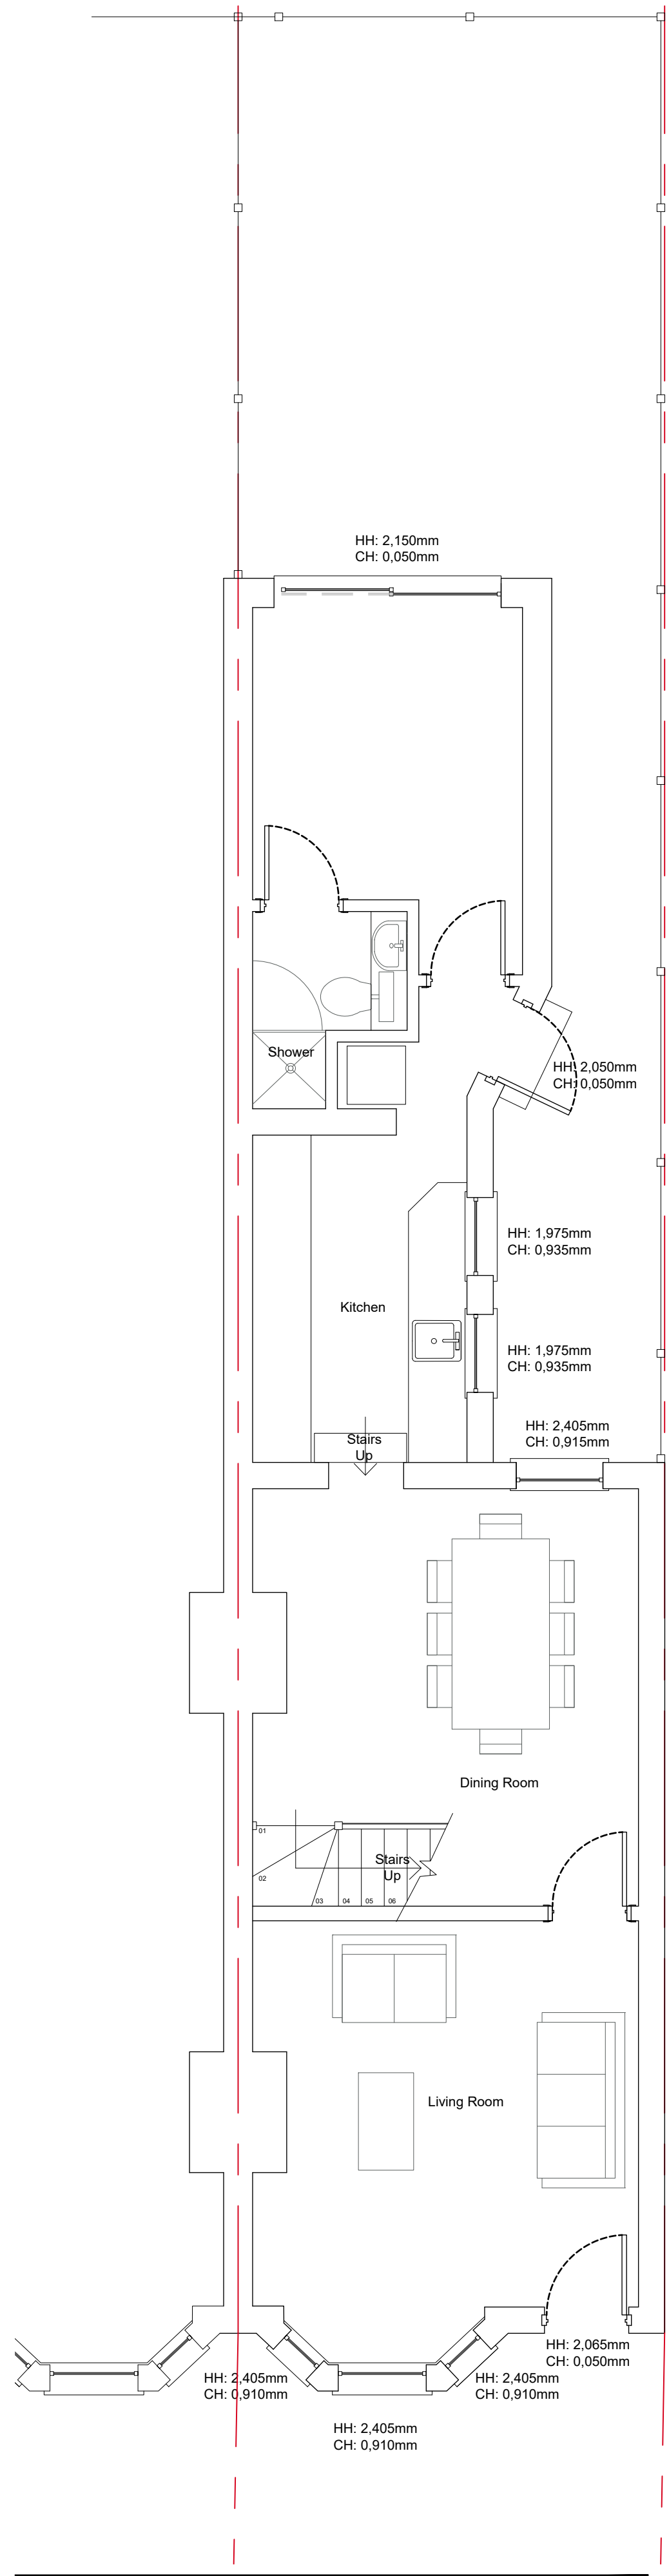 HH: 2,150mm
CH: 0,050mm
Shower
HH: 2,050mm
CH: 0,050mm
HH: 1,975mm
CH: 0,935mm
Kitchen
HH: 1,975mm
CH: 0,935mm
HH: 2,405mm
CH: 0,915mm
Stairs
Up
Dining Room
01
02
03
04
05
06
Stairs
Up
Living Room
HH: 2,065mm
CH: 0,050mm
HH: 2,405mm
CH: 0,910mm
HH: 2,405mm
CH: 0,910mm
HH: 2,405mm
CH: 0,910mm